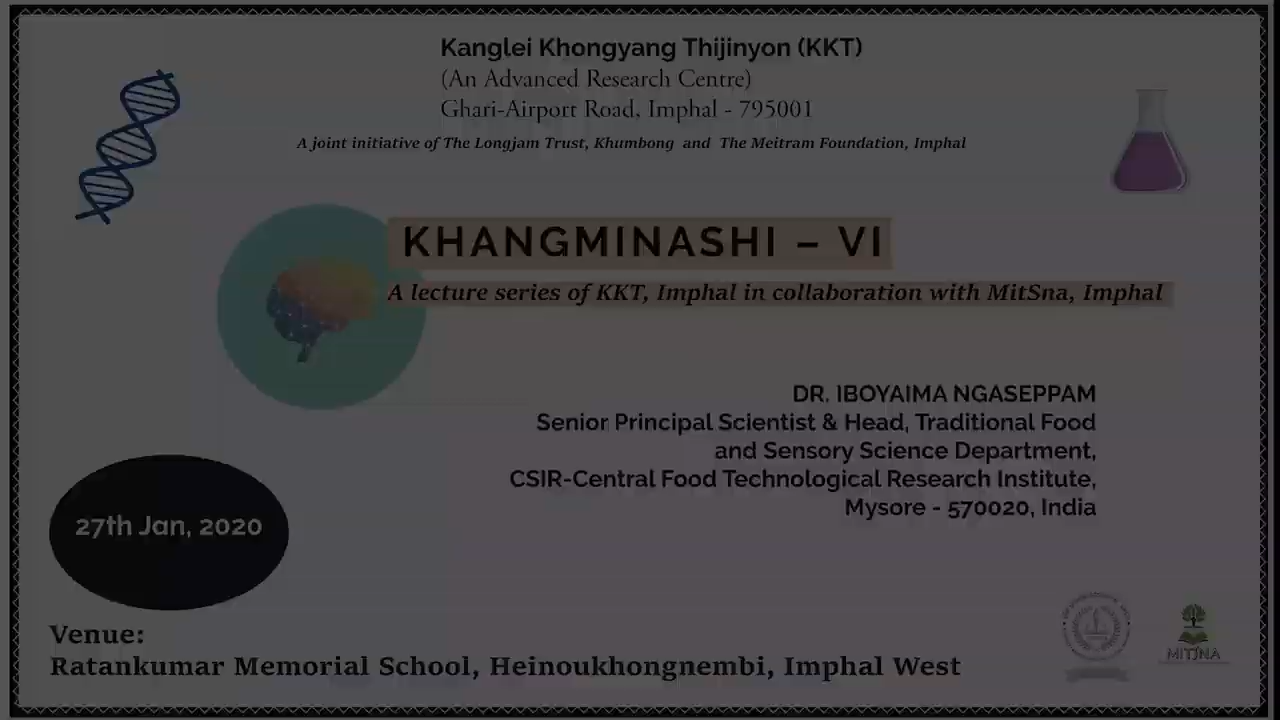 Kanglei Khongyang Thijinyon (KKT)
(An Advanced Research Centre)
Ghari-Airport Road, Imphal - 795001
A joint initiative of The Longjam Trust, Khumbong and The Meitram Foundation, Imphal
KHANGMINASHI – VI
A lecture series of KKT, Imphal in collaboration with MitSna, Imphal
DR. IBOYAIMA NGASEPPAM
Senior Principal Scientist & Head, Traditional Food
and Sensory Science Department,
CSIR-Central Food Technological Research Institute,
Mysore - 570020, India
27th Jan, 2020
Venue:
Ratankumar Memorial School, Heinoukhongnembi, Imphal West
MITSNA